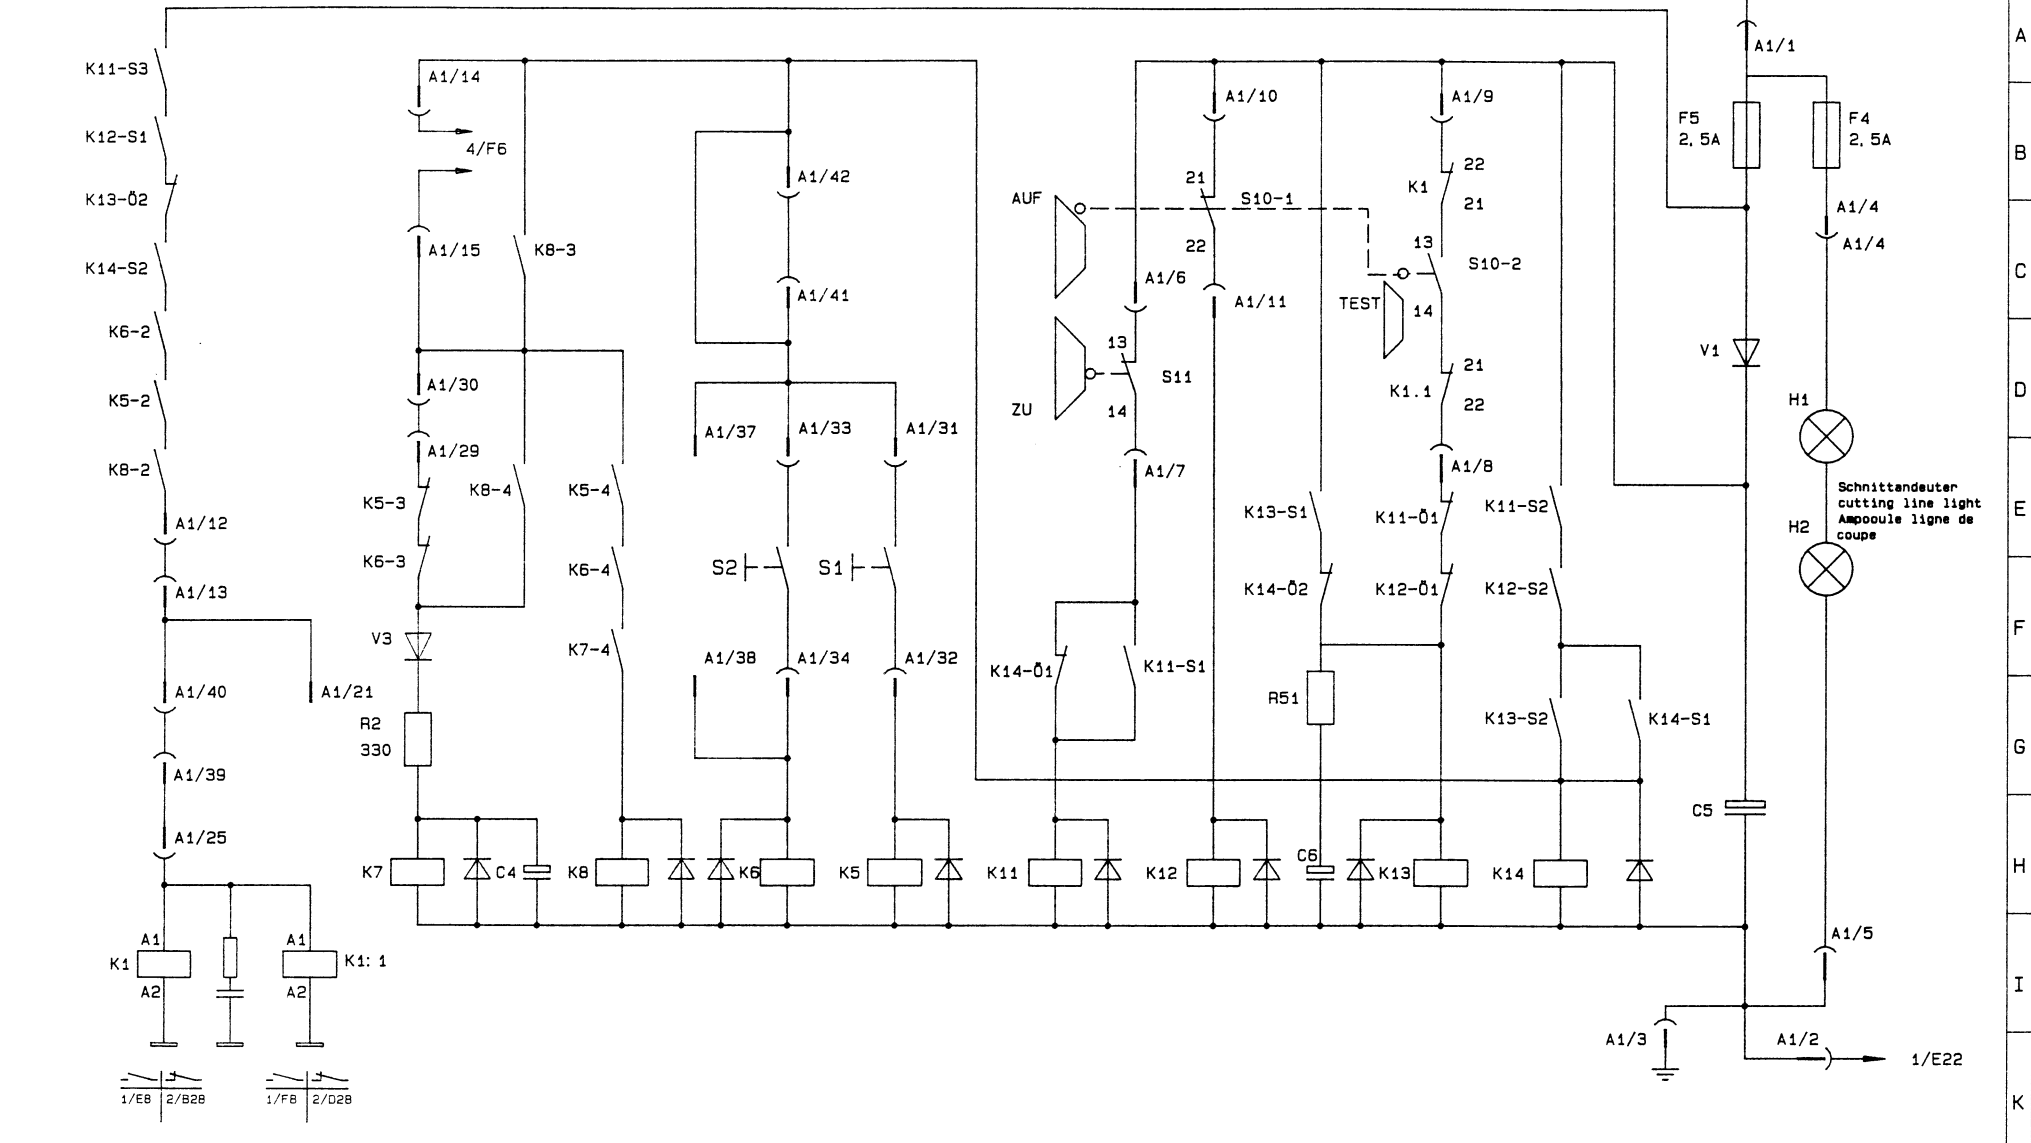 A
A1/1
K11-S3
A1/14
A1/10
A1/9
F5
2,5A
F4
2,5A
K12-S1
4/F6
B
A1/42
22
K1
21
21
S10-1
K13-Ö2
AUF
A1/4
A1/15
K8-3
22
13
S10-2
A1/4
K14-S2
A1/6
C
A1/41
A1/11
TEST
14
K6-2
13
V1
S11
21
K1.1
22
A1/30
D
K5-2
ZU
14
H1
A1/37
A1/33
A1/31
A1/29
K8-2
A1/7
A1/8
K8-4
K5-4
K5-3
K13-S1
K11-Ö1
K11-S2
Schnittandeuter
cutting line light
Ampooule ligne de
coupe
E
A1/12
H2
K6-3
K6-4
S2
S1
K14-Ö2
K12-Ö1
K12-S2
A1/13
F
V3
K7-4
A1/38
A1/34
A1/32
K14-Ö1
K11-S1
A1/40
A1/21
R2
330
R51
K13-S2
K14-S1
G
A1/39
C5
A1/25
K7
C4
K8
K6
K5
K11
K12
C6
K13
K14
H
A1
A1
A1/5
K1
K1:1
A2
A2
I
A1/3
A1/2
1/E22
1/E8
2/B28
1/F8
2/D28
K